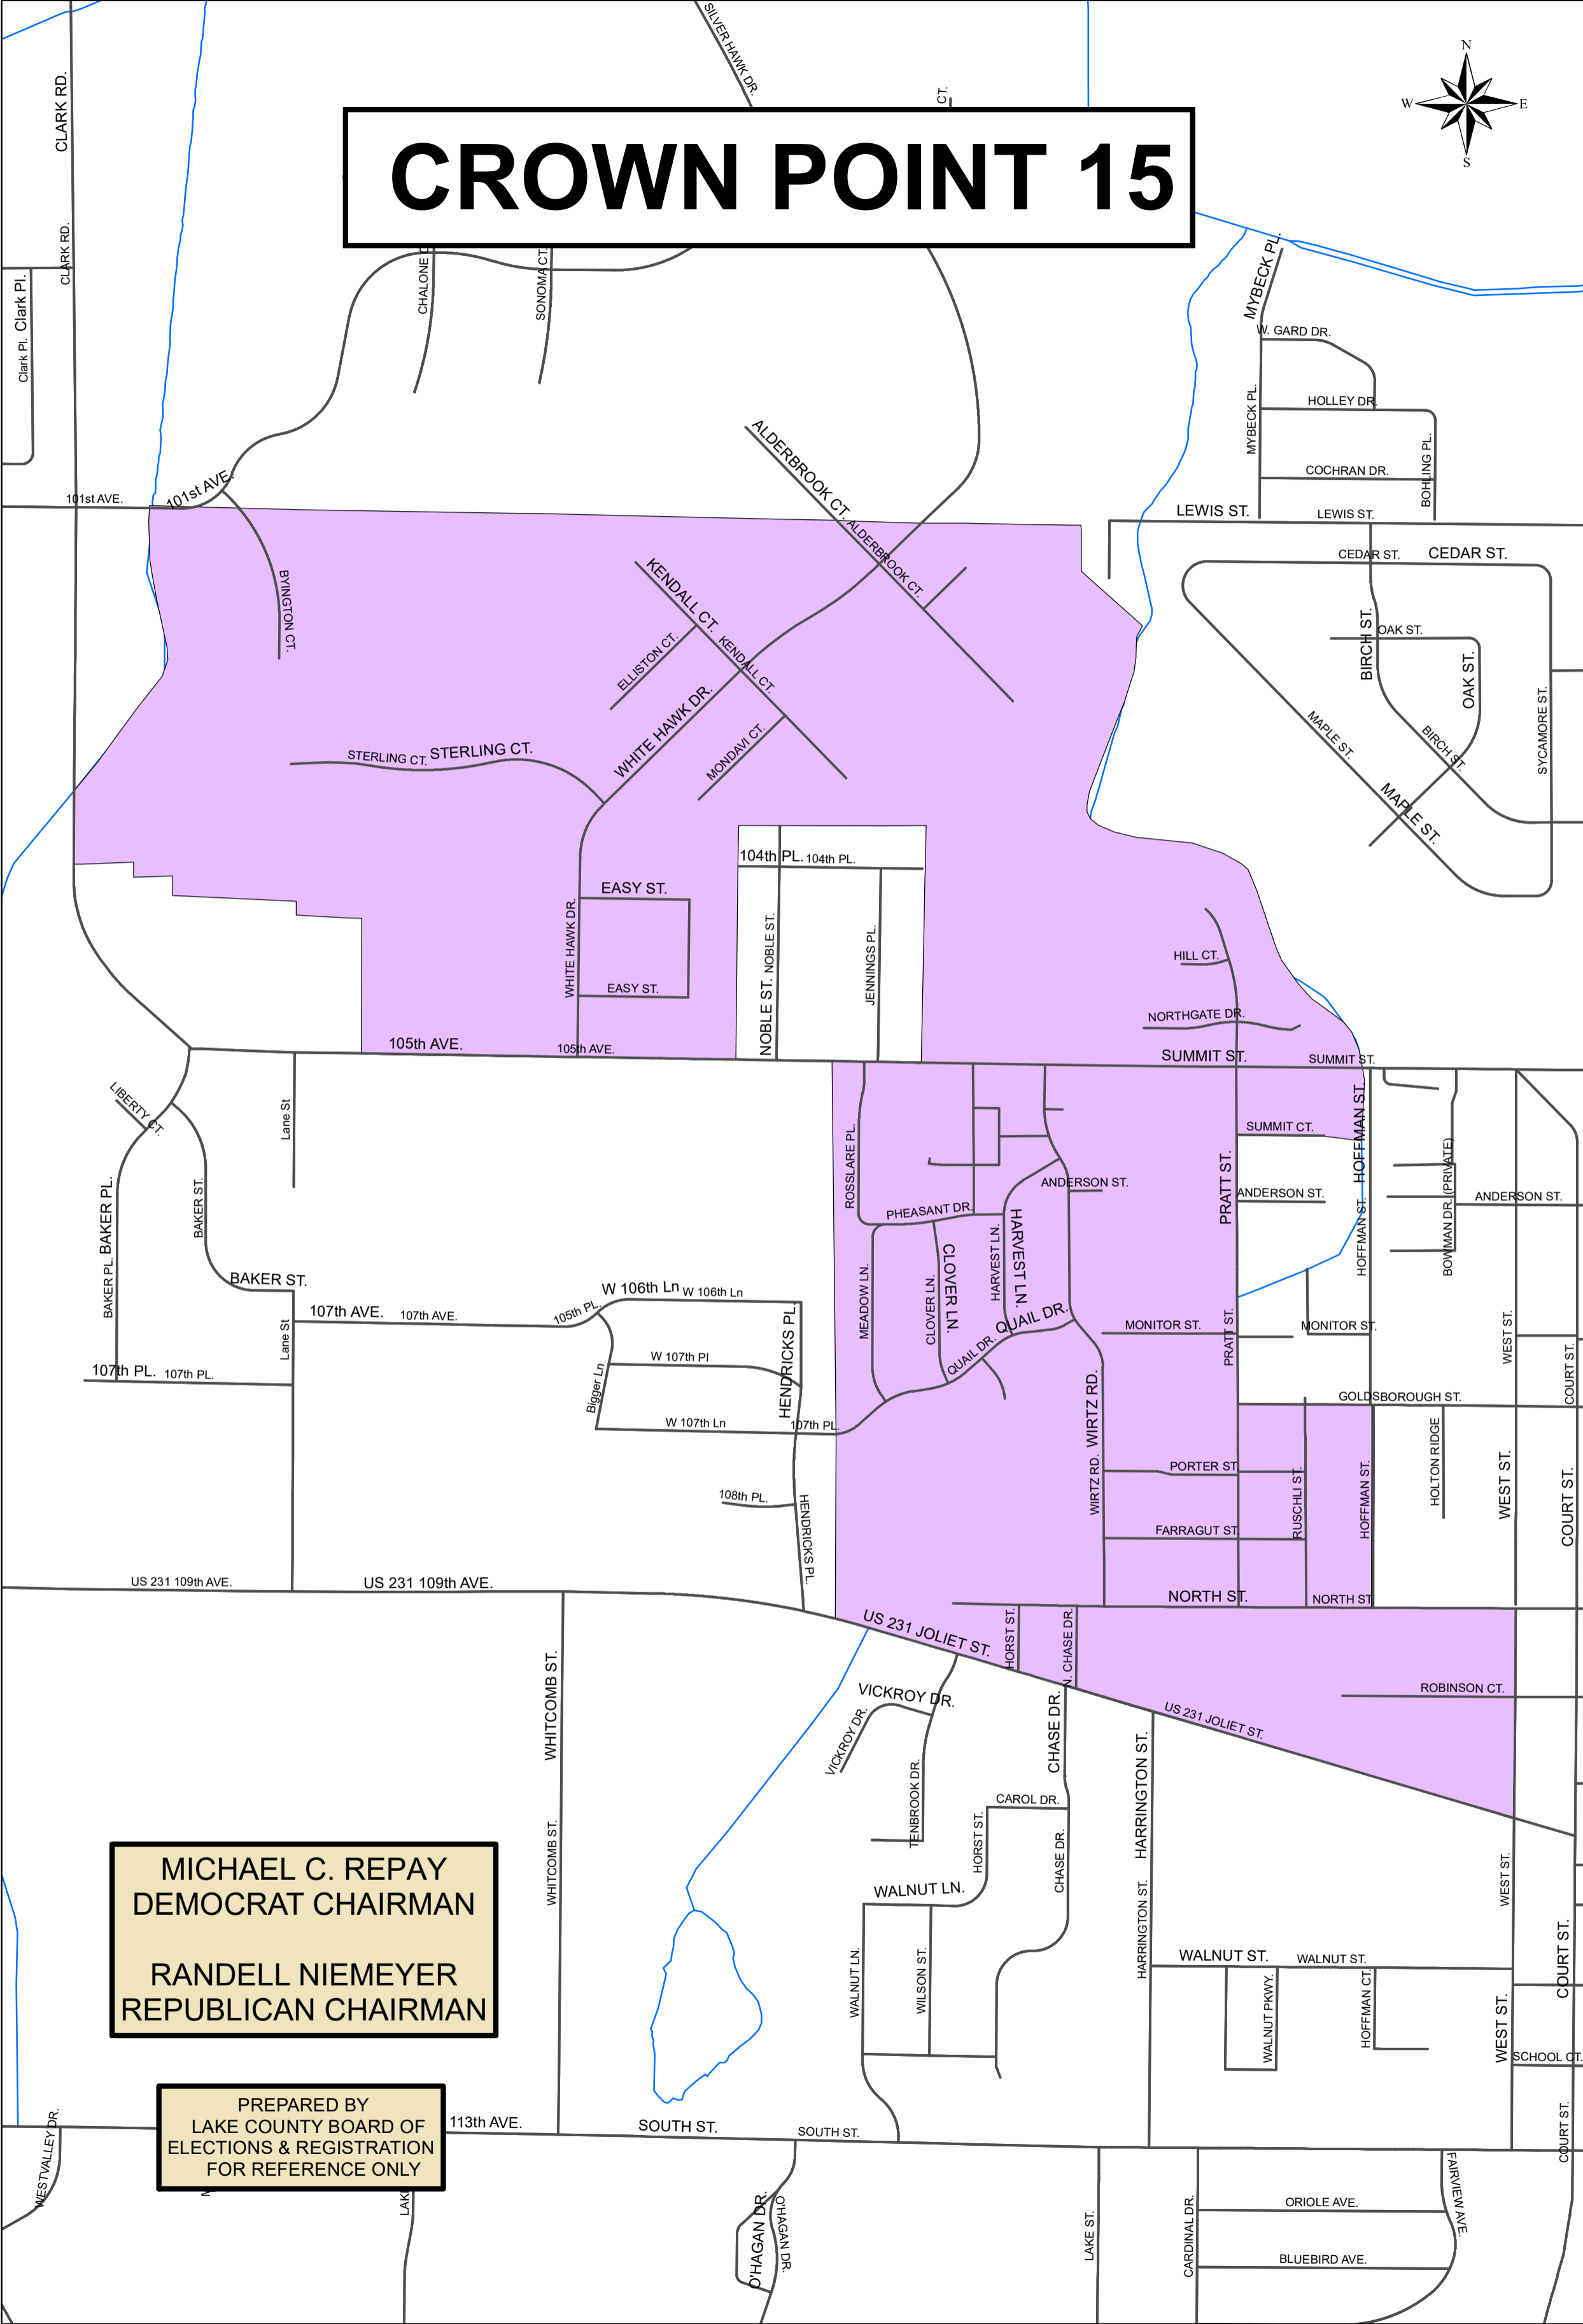 SILVER HAWK DR.
CT.
N
W
E
S
CLARK RD.
CROWN POINT 15
CLARK RD.
Clark Pl.
Clark Pl.
SONOMA CT.
MYBECK PL.
W. GARD DR.
HOLLEY DR.
MYBECK PL.
BOHLING PL.
COCHRAN DR.
101st AVE.
101st AVE.
ALDERBROOK CT.
ALDERBROOK CT.
LEWIS ST.
LEWIS ST.
CEDAR ST.
CEDAR ST.
BYINGTON CT.
KENDALL CT.
KENDALL CT.
ELLISTON CT.
BIRCH ST.
OAK ST.
OAK ST.
SYCAMORE ST.
STERLING CT.
STERLING CT.
WHITE HAWK DR.
MONDAVI CT.
MAPLE ST.
BIRCH ST.
MAPLE ST.
104th PL.
104th PL.
EASY ST.
WHITE HAWK DR.
NOBLE ST.
NOBLE ST.
JENNINGS PL.
EASY ST.
HILL CT.
NORTHGATE DR.
105th AVE.
105th AVE.
SUMMIT ST.
SUMMIT ST.
LIBERTY CT.
Lane St
ROSSLARE PL.
SUMMIT CT.
HOFFMAN ST.
BAKER PL.
BAKER PL.
BAKER ST.
BAKER ST.
PHEASANT DR.
ANDERSON ST.
PRATT ST.
ANDERSON ST.
HOFFMAN ST.
BOWMAN DR. (PRIVATE)
ANDERSON ST.
MEADOW LN.
CLOVER LN.
CLOVER LN.
HARVEST LN.
HARVEST LN.
QUAIL DR.
QUAIL DR.
107th AVE.
107th AVE.
105th PL.
W 106th Ln
W 106th Ln
HENDRICKS PL.
Lane St
107th PL.
107th PL.
W 107th Pl
Bigger Ln
W 107th Ln
107th PL.
MONITOR ST.
PRATT ST.
MONITOR ST.
WEST ST.
COURT ST.
GOLDSBOROUGH ST.
WIRTZ RD.
WIRTZ RD.
PORTER ST.
RUSCHLI ST.
HOFFMAN ST.
HOLTON RIDGE
WEST ST.
COURT ST.
108th PL.
HENDRICKS PL.
FARRAGUT ST.
US 231 109th AVE.
US 231 109th AVE.
NORTH ST.
NORTH ST.
US 231 JOLIET ST.
HORST ST.
N. CHASE DR.
WHITCOMB ST.
VICKROY DR.
VICKROY DR.
CHASE DR.
ROBINSON CT.
US 231 JOLIET ST.
HARRINGTON ST.
TENBROOK DR.
CAROL DR.
HORST ST.
CHASE DR.
WHITCOMB ST.
WALNUT LN.
MICHAEL C. REPAY
DEMOCRAT CHAIRMAN
RANDELL NIEMEYER
REPUBLICAN CHAIRMAN
WALNUT LN.
WILSON ST.
HARRINGTON ST.
WALNUT ST.
WALNUT ST.
WEST ST.
COURT ST.
WALNUT PKWY.
HOFFMAN CT.
WEST ST.
SCHOOL CT.
PREPARED BY
LAKE COUNTY BOARD OF
ELECTIONS & REGISTRATION
FOR REFERENCE ONLY
113th AVE.
SOUTH ST.
SOUTH ST.
COURT ST.
WESTVALLEY DR.
O'HAGAN DR.
O'HAGAN DR.
LAKE ST.
CARDINAL DR.
ORIOLE AVE.
FAIRVIEW AVE.
BLUEBIRD AVE.